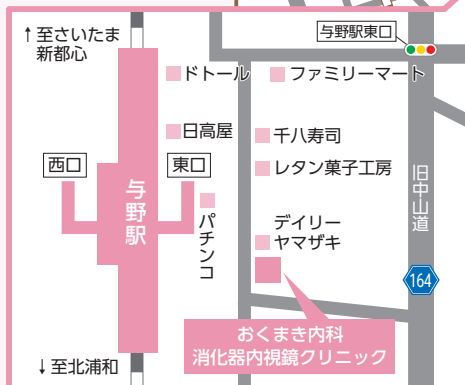 ↑至さいたま
新都心
与野駅東口
ドトール
ファミリーマート
日高屋
千八寿司
西口
東口
レタン菓子工房
与野駅
パチンコ
旧中山道
デイリー
ヤマザキ
164
おくまき内科
消化器内視鏡クリニック
↓至北浦和